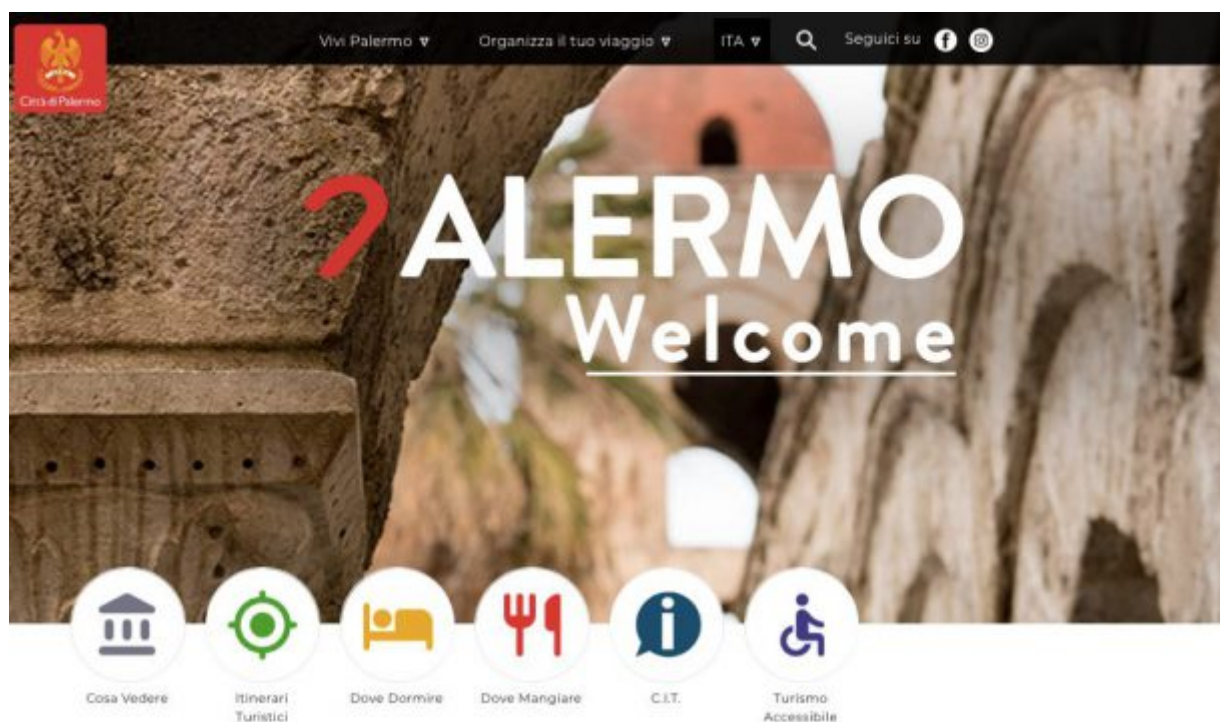 Vivi Palermo
Organizza il tuo viaggio
ITA
Seguici su
Città di Palermo
PALERMO
Welcome
Cosa Vedere
Itinerari
Turistici
Dove Dormire
Dove Mangiare
C.I.T.
Turismo
Accessibile